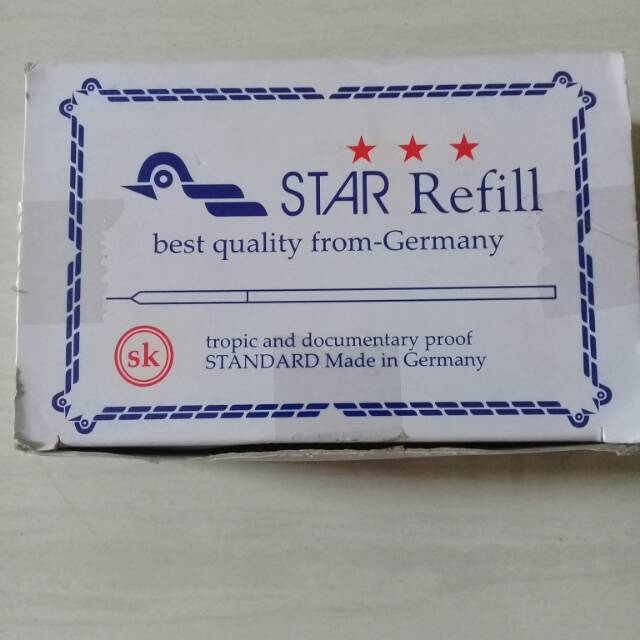 STAR Refill
best quality from-Germany
sk
tropic and documentary proof
STANDARD Made in Germany